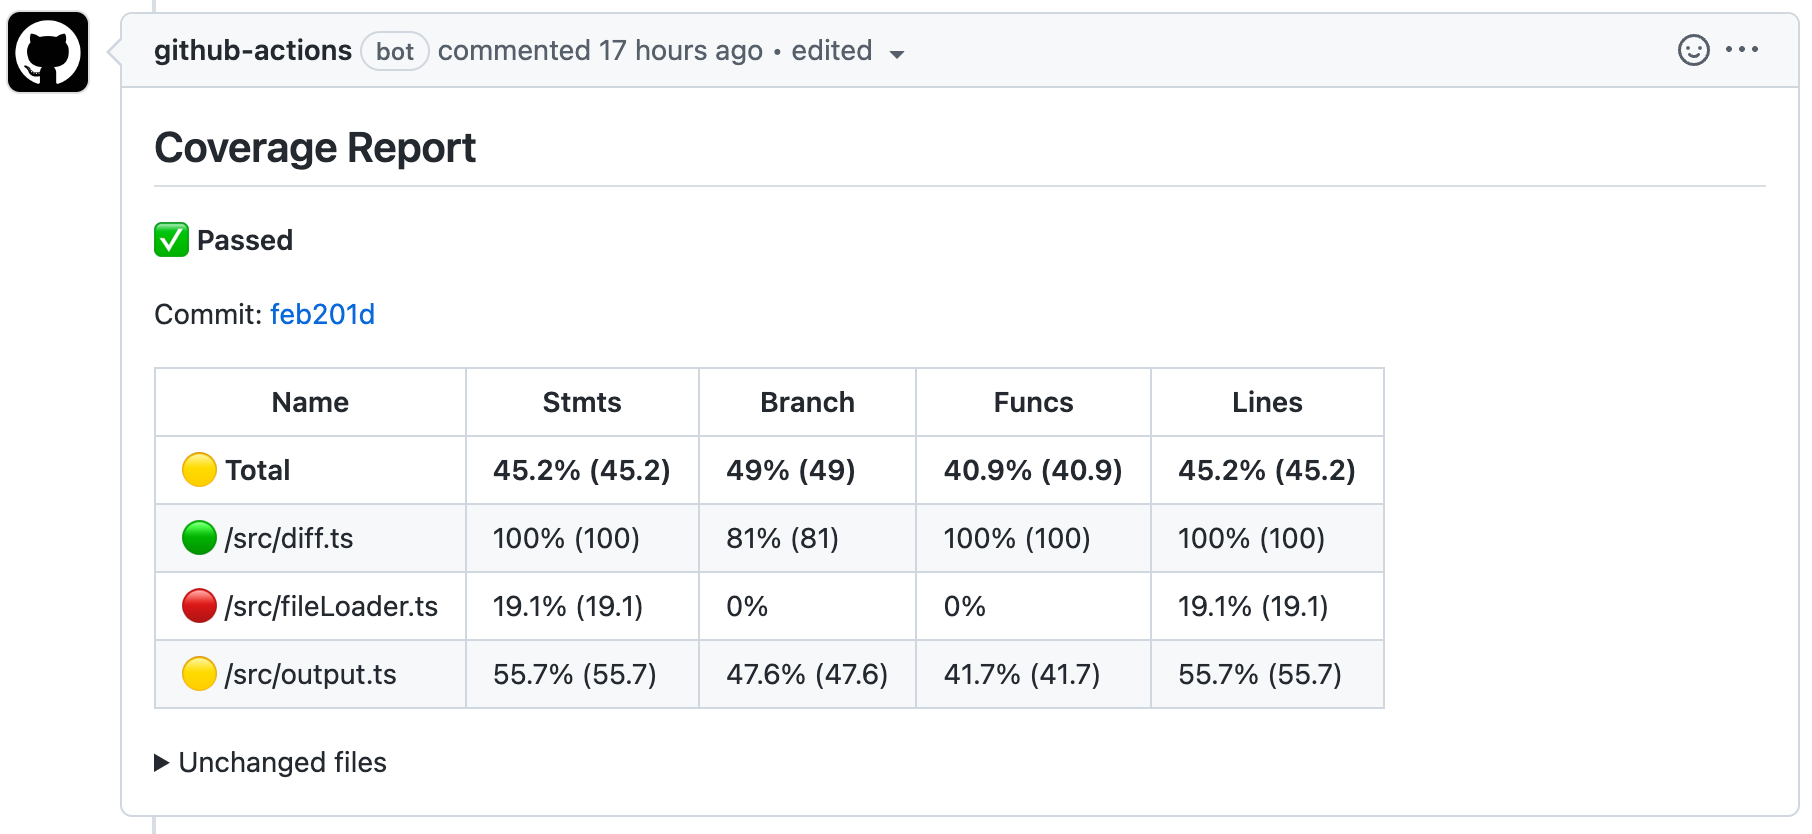 github-actions bot commented 17 hours ago • edited
Coverage Report
✅ Passed
Commit: feb201d
Name Stmts Branch Funcs Lines
🟡 Total 45.2% (45.2) 49% (49) 40.9% (40.9) 45.2% (45.2)
🟢 /src/diff.ts 100% (100) 81% (81) 100% (100) 100% (100)
🔴 /src/fileLoader.ts 19.1% (19.1) 0% 0% 19.1% (19.1)
🟡 /src/output.ts 55.7% (55.7) 47.6% (47.6) 41.7% (41.7) 55.7% (55.7)
▶ Unchanged files